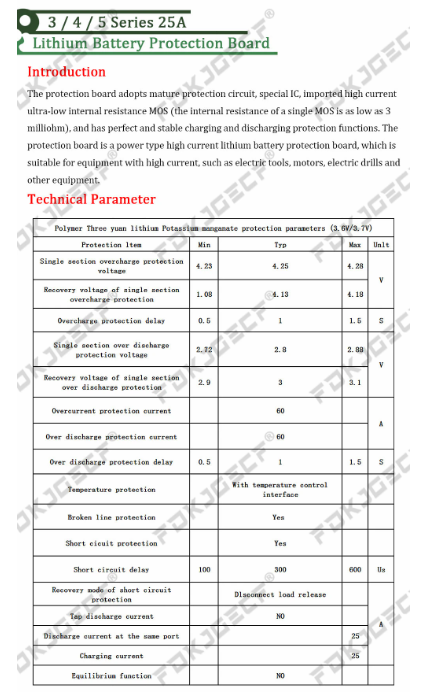 3 / 4 / 5 Series 25A
Lithium Battery Protection Board
Introduction
The protection board adopts mature protection circuit, special IC, imported high current
ultra-low internal resistance MOS (the internal resistance of a single MOS is as low as 3
milliohm), and has perfect and stable charging and discharging protection functions. The
protection board is a power type high current lithium battery protection board, which is
suitable for equipment with high current, such as electric tools, motors, electric drills and
other equipment.
Technical Parameter
Polymer Three yuan lithium Potassium manganate protection parameters (3.6V/3.7V)
Protection Item Min Typ Max Unit
Single section overcharge protection
voltage 4.23 4.25 4.28
V
Recovery voltage of single section
overcharge protection 1.08 4.13 4.18
Overcharge protection delay 0.5 1 1.5 S
Single section over discharge
protection voltage 2.72 2.8 2.88
V
Recovery voltage of single section
over discharge protection 2.9 3 3.1
Overcurrent protection current 60
A
Over discharge protection current 60
Over discharge protection delay 0.5 1 1.5 S
Temperature protection With temperature control
interface
Broken line protection Yes
Short cicuit protection Yes
Short circuit delay 100 300 600 Us
Recovery mode of short circuit
protection Disconnect load release
Tap discharge current NO
A
Discharge current at the same port 25
Charging current 25
Equilibrium function NO
FDKJGECF®